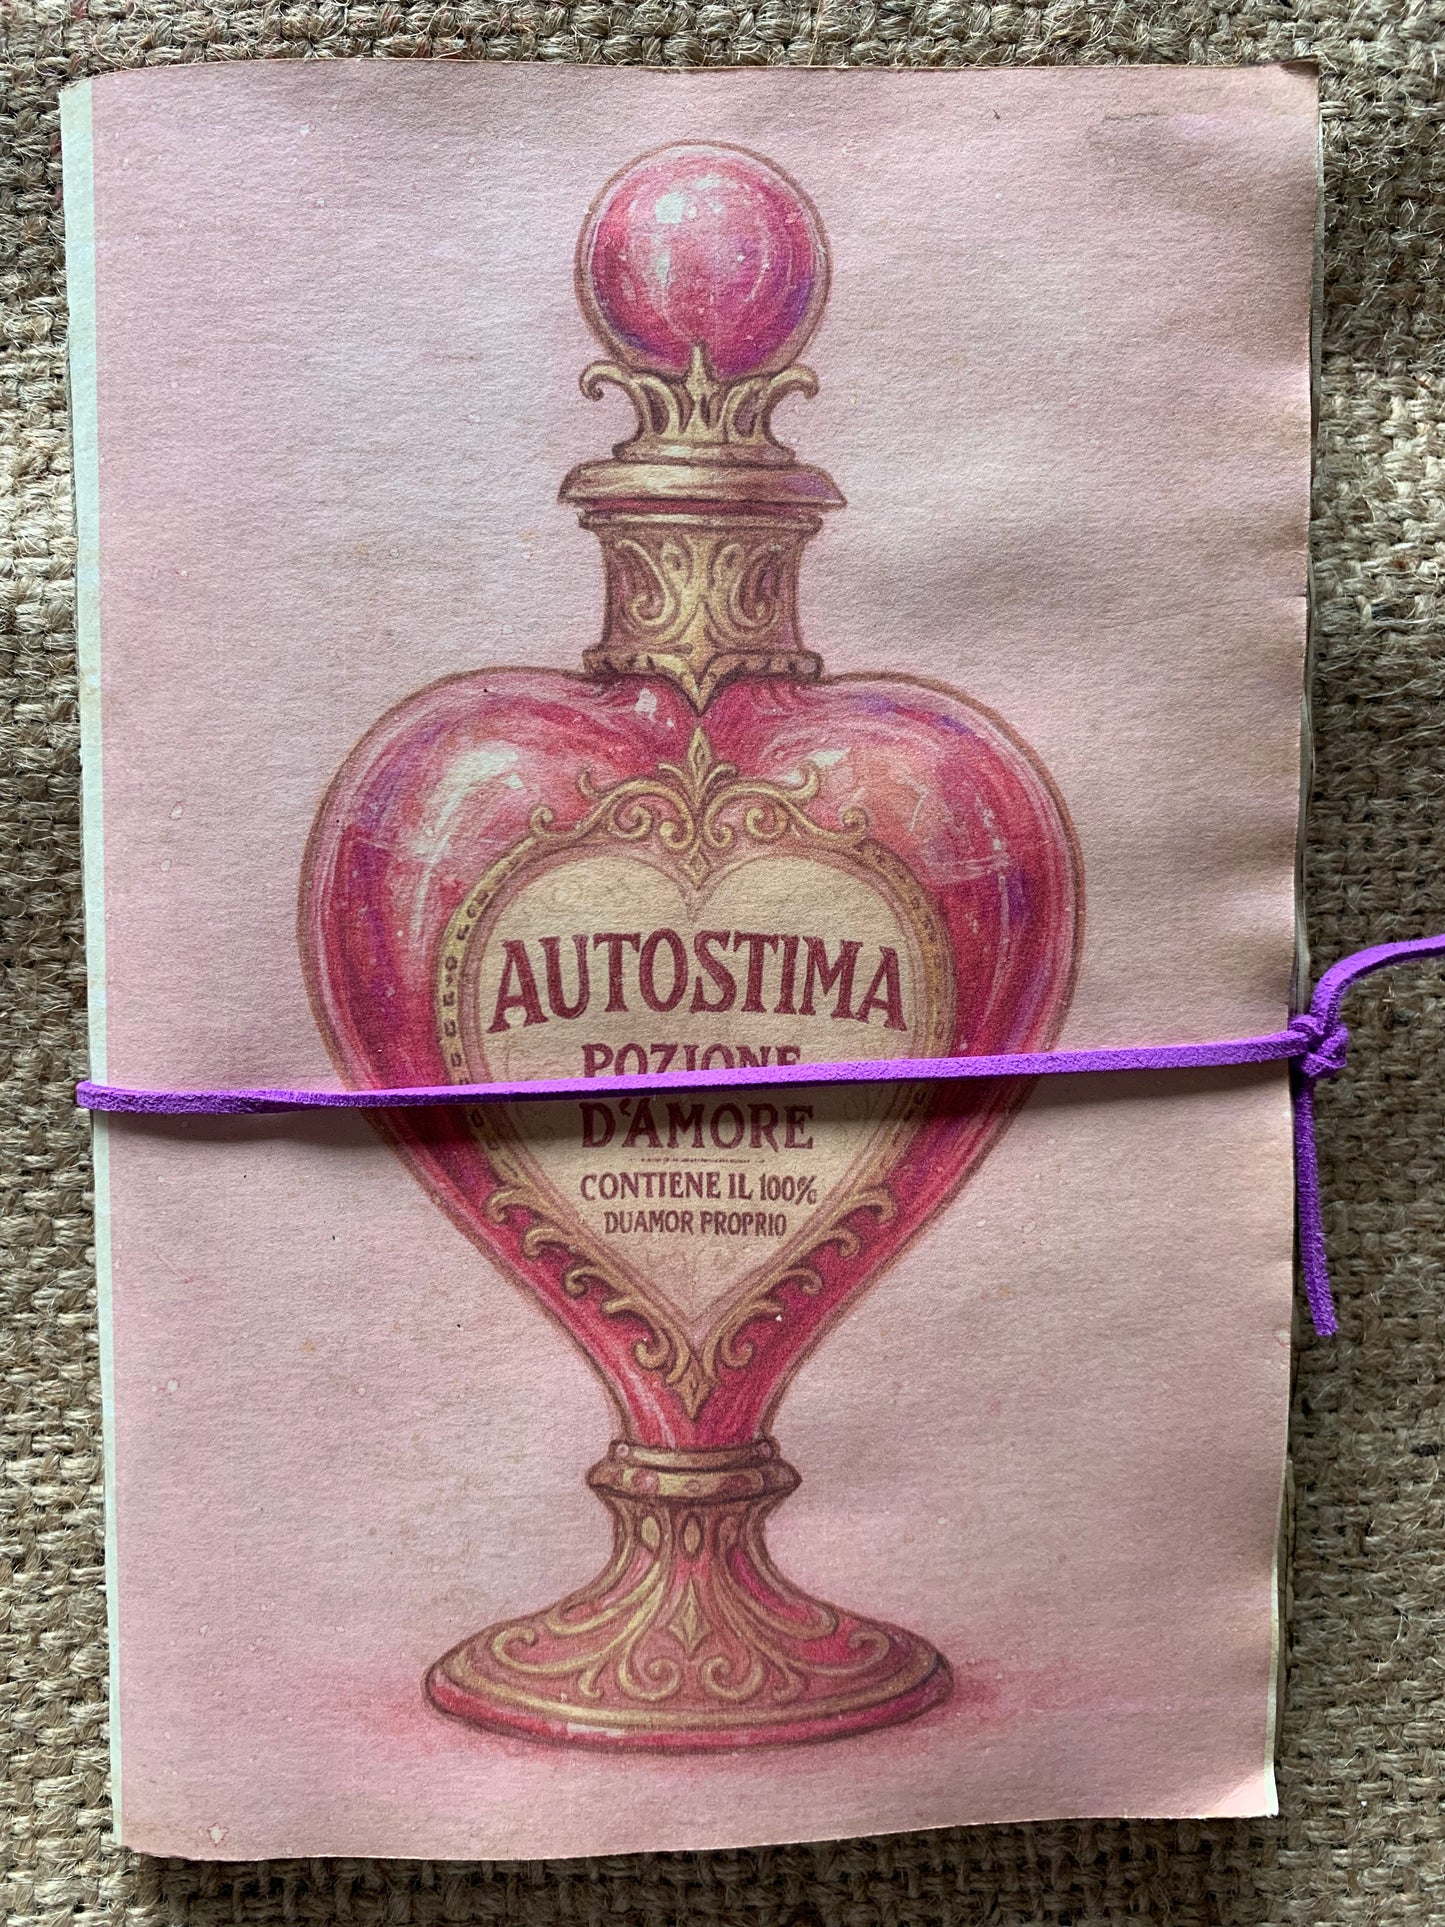 AUTOSTIMA
POZIONE
D'AMORE
CONTIENE IL 100%
DUAMOR PROPRIO